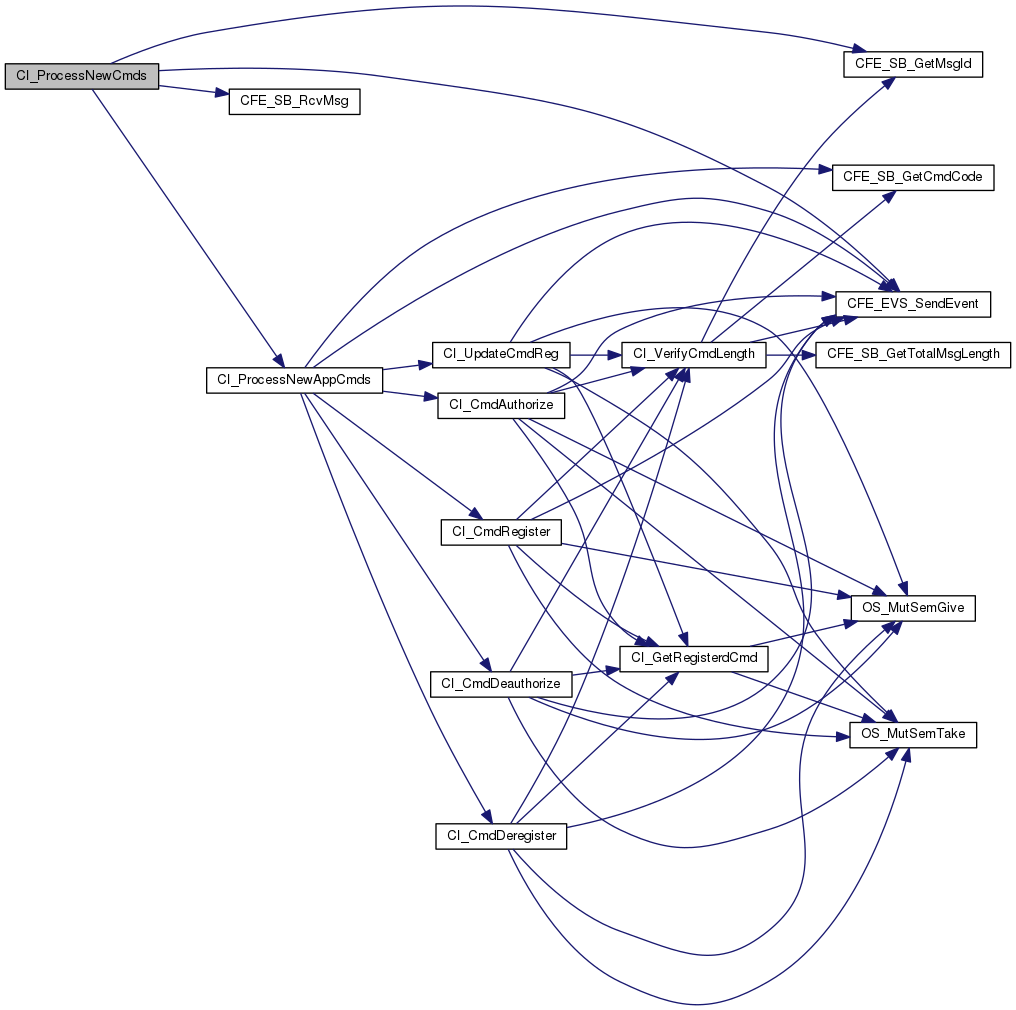 CI_ProcessNewCmds
CFE_SB_GetMsgId
CFE_SB_RcvMsg
CFE_SB_GetCmdCode
CFE_EVS_SendEvent
CI_UpdateCmdReg
CI_VerifyCmdLength
CFE_SB_GetTotalMsgLength
CI_ProcessNewAppCmds
CI_CmdAuthorize
CI_CmdRegister
OS_MutSemGive
CI_GetRegisterdCmd
CI_CmdDeauthorize
OS_MutSemTake
CI_CmdDeregister